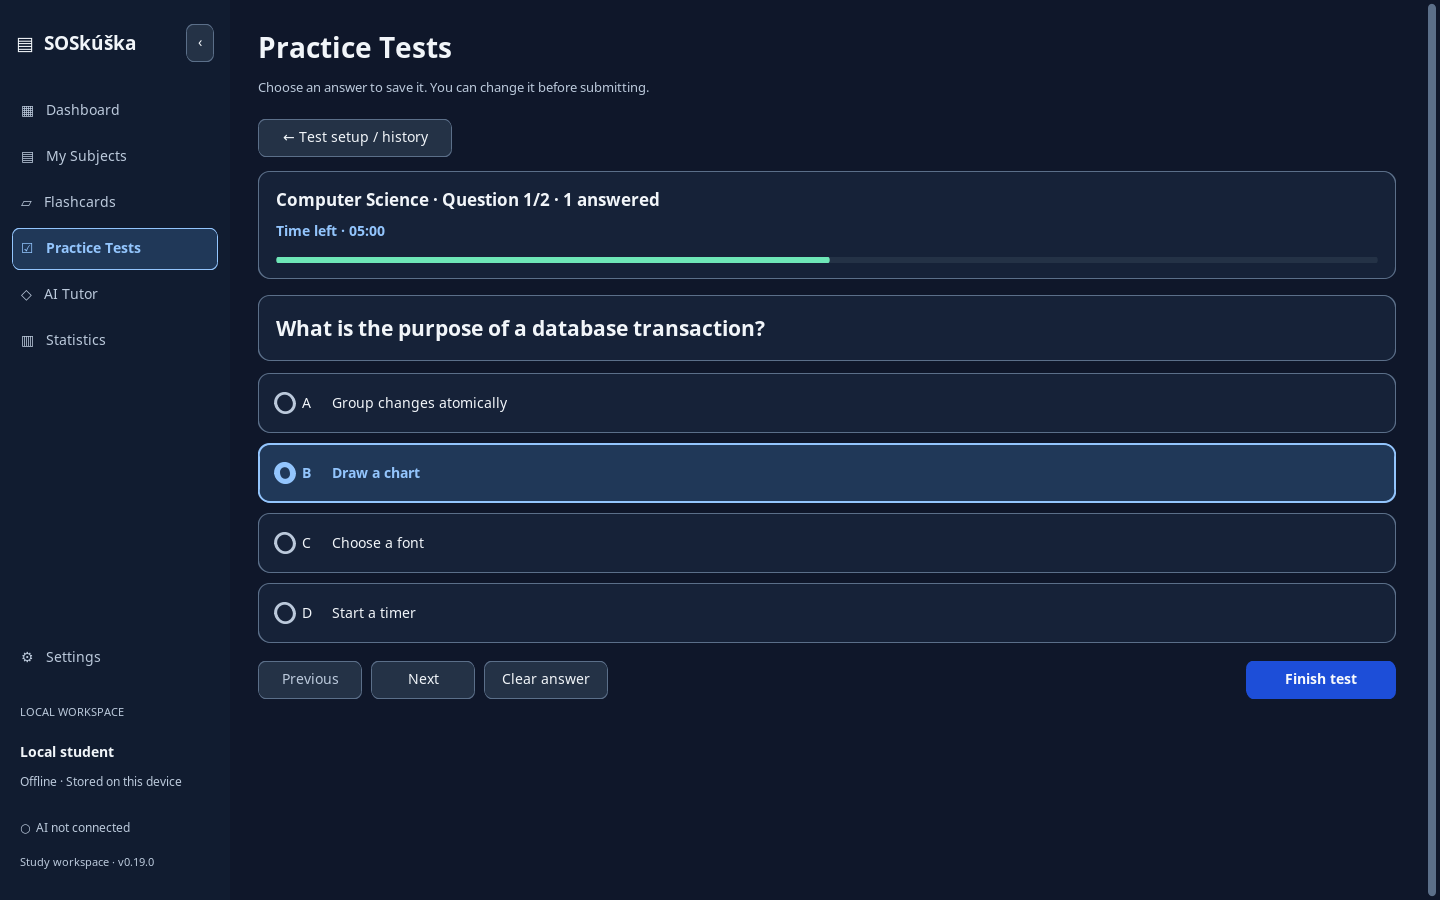 SOSkúška
Dashboard
My Subjects
Flashcards
Practice Tests
AI Tutor
Statistics
Settings
LOCAL WORKSPACE
Local student
Offline · Stored on this device
AI not connected
Study workspace · v0.19.0
Practice Tests
Choose an answer to save it. You can change it before submitting.
← Test setup / history
Computer Science · Question 1/2 · 1 answered
Time left · 05:00
What is the purpose of a database transaction?
A Group changes atomically
B Draw a chart
C Choose a font
D Start a timer
Previous Next Clear answer Finish test